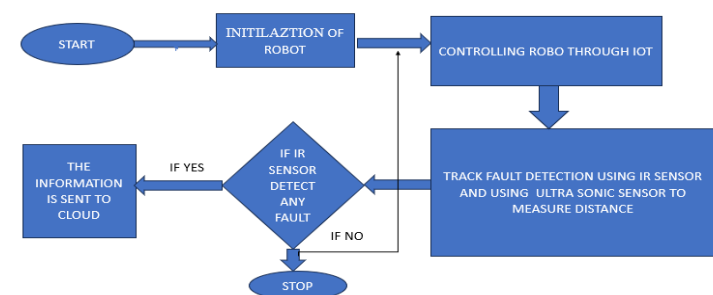 START
INITILAZTION OF
ROBOT
CONTROLLING ROBO THROUGH IOT
TRACK FAULT DETECTION USING IR SENSOR
AND USING ULTRA SONIC SENSOR TO
MEASURE DISTANCE
IF IR
SENSOR
DETECT
ANY
FAULT
IF YES
THE
INFORMATION
IS SENT TO
CLOUD
IF NO
STOP